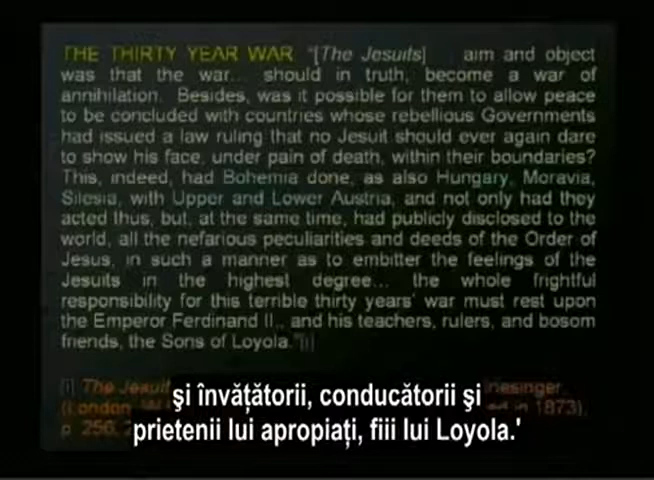 THE THIRTY YEAR WAR "[The Jesuits] aim and object
was that the war... should in truth, become a war of
annihilation. Besides, was it possible for them to allow peace
to be concluded with countries whose rebellious Governments
had issued a law ruling that no Jesuit should ever again dare
to show his face, under pain of death, within their boundaries?
This, indeed, had Bohemia done, as also Hungary, Moravia,
Silesia, with Upper and Lower Austria, and not only had they
acted thus, but, at the same time, had publicly disclosed to the
world, all the nefarious peculiarities and deeds of the Order of
Jesus, in such a manner as to embitter the feelings of the
Jesuits in the highest degree... the whole frightful
responsibility for this terrible thirty years' war must rest upon
the Emperor Ferdinand II., and his teachers, rulers, and bosom
friends, the Sons of Loyola."[i]
[i] The Jesuit
(London
in 1873),
p. 256,
şi învăţătorii, conducătorii şi
prietenii lui apropiaţi, fiii lui Loyola.'